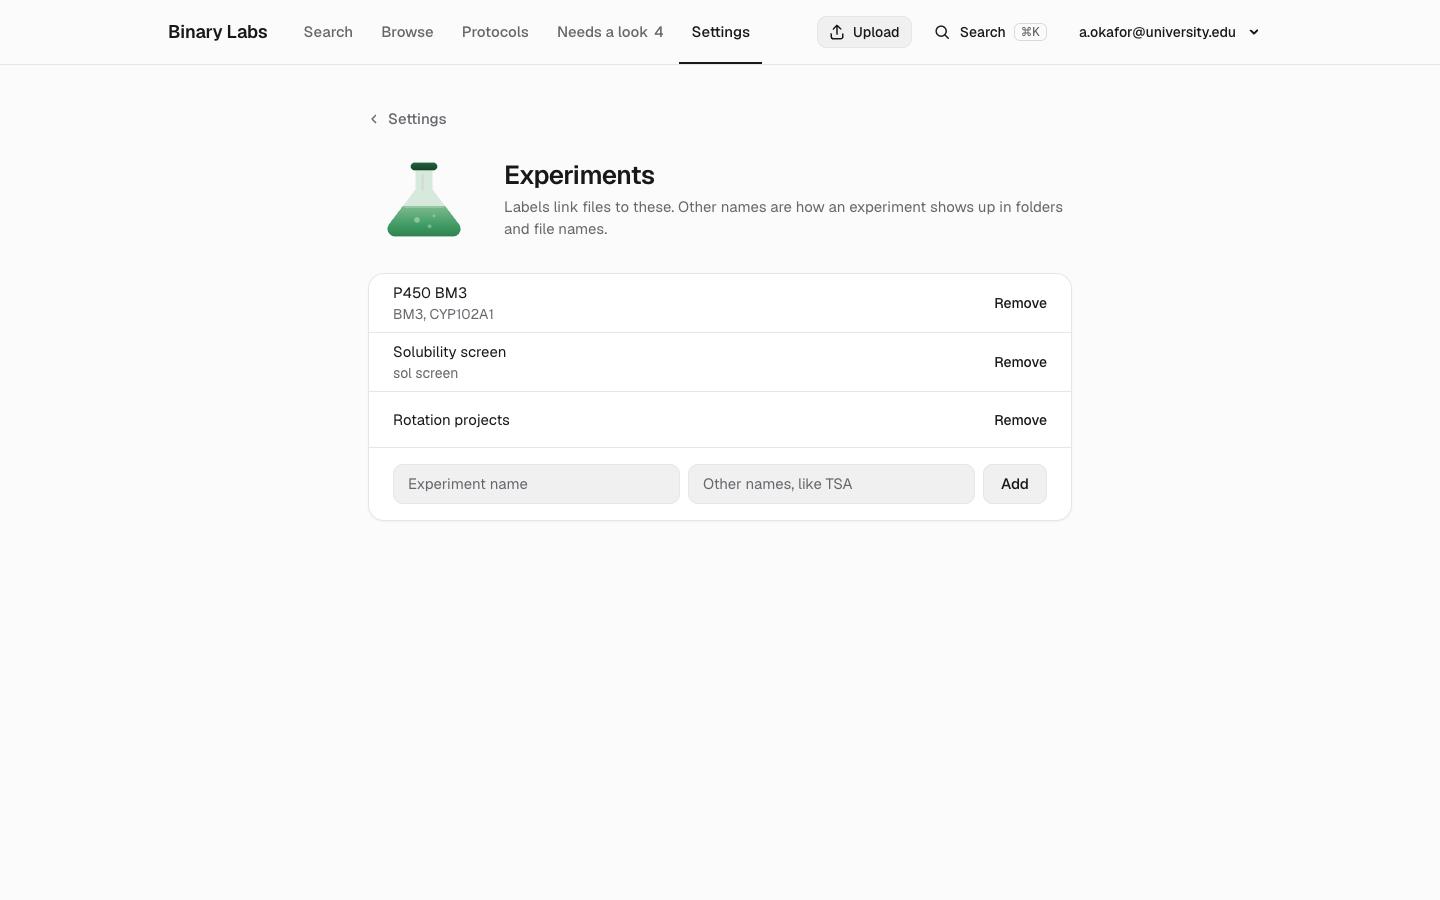 Binary Labs
Search
Browse
Protocols
Needs a look 4
Settings
Upload
Search ⌘K
a.okafor@university.edu
Settings
Experiments
Labels link files to these. Other names are how an experiment shows up in folders
and file names.
P450 BM3
BM3, CYP102A1
Remove
Solubility screen
sol screen
Remove
Rotation projects
Remove
Experiment name
Other names, like TSA
Add